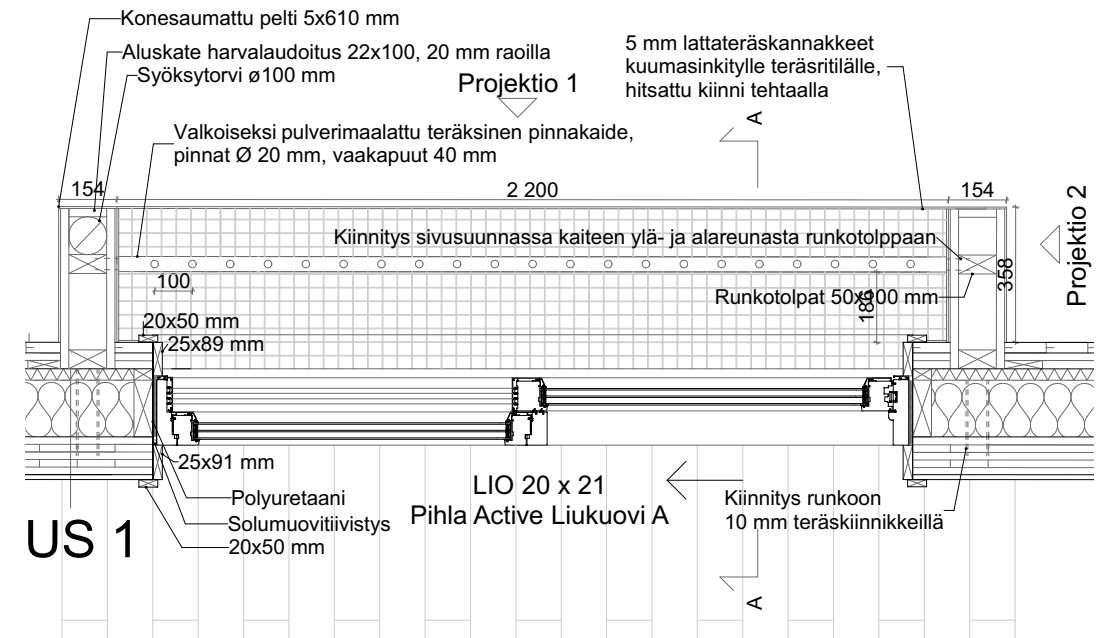 Konesaumattu pelti 5x610 mm
Aluskate harvalaudoitus 22x100, 20 mm raoilla
Syöksytorvi ø100 mm
Projektio 1
5 mm lattateräskannakkeet
kuumasinkitylle teräsritilälle,
hitsattu kiinni tehtaalla
A
Valkoiseksi pulverimaalattu teräksinen pinnakaide,
pinnat Ø 20 mm, vaakapuut 40 mm
154
2 200
154
Projektio 2
Kiinnitys sivusuunnassa kaiteen ylä- ja alareunasta runkotolppaan
358
100
186
Runkotolpat 50x100 mm
20x50 mm
25x89 mm
25x91 mm
Polyuretaani
Solumuovitiivistys
20x50 mm
US 1
LIO 20 x 21
Pihla Active Liukuovi A
Kiinnitys runkoon
10 mm teräskiinnikkeillä
A